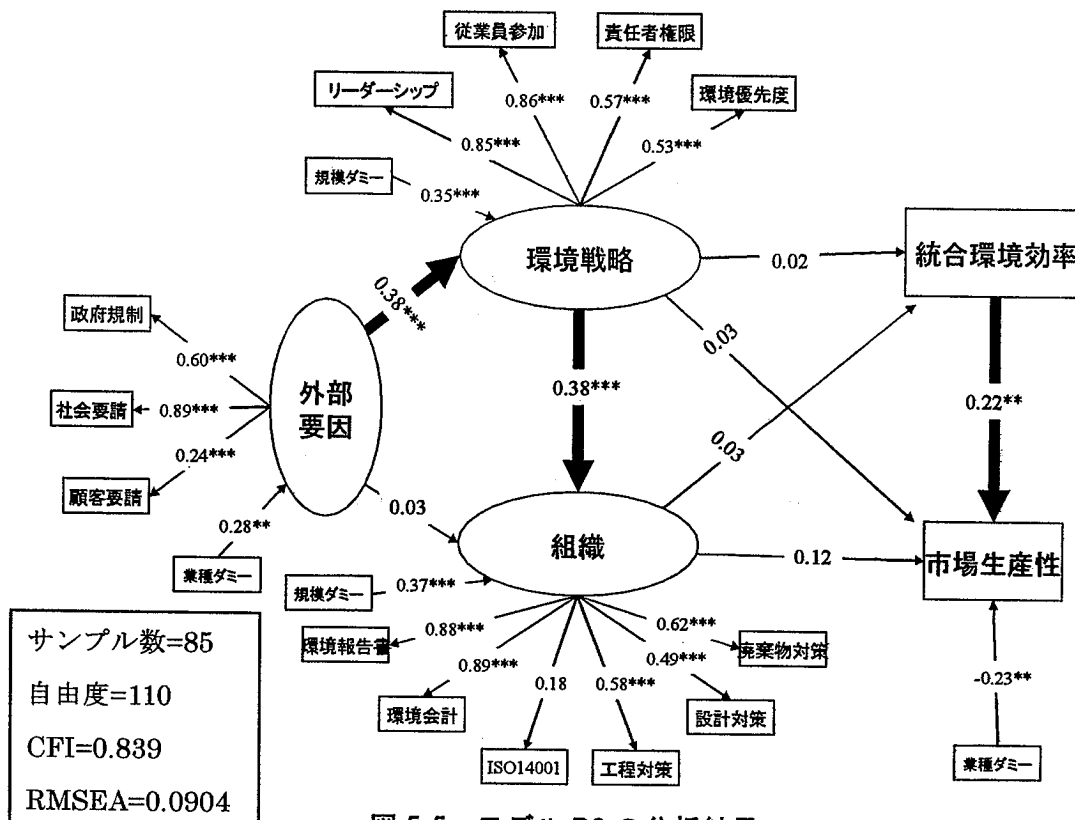 従業員参加
責任者権限
リーダーシップ
0.86***
0.57***
環境優先度
0.85***
0.53***
規模ダミー
0.35***
環境戦略
0.02
統合環境効率
0.38***
政府規制
0.60***
外部
要因
社会要請
0.89***
0.24***
顧客要請
0.38***
0.03
0.22**
0.03
0.03
0.28**
業種ダミー
組織
0.12
市場生産性
規模ダミー
0.37***
環境報告書
0.88***
0.62***
廃棄物対策
0.89***
0.18
0.58***
0.49***
環境会計
設計対策
ISO14001
工程対策
-0.23**
業種ダミー
サンプル数=85
自由度=110
CFI=0.839
RMSEA=0.0904